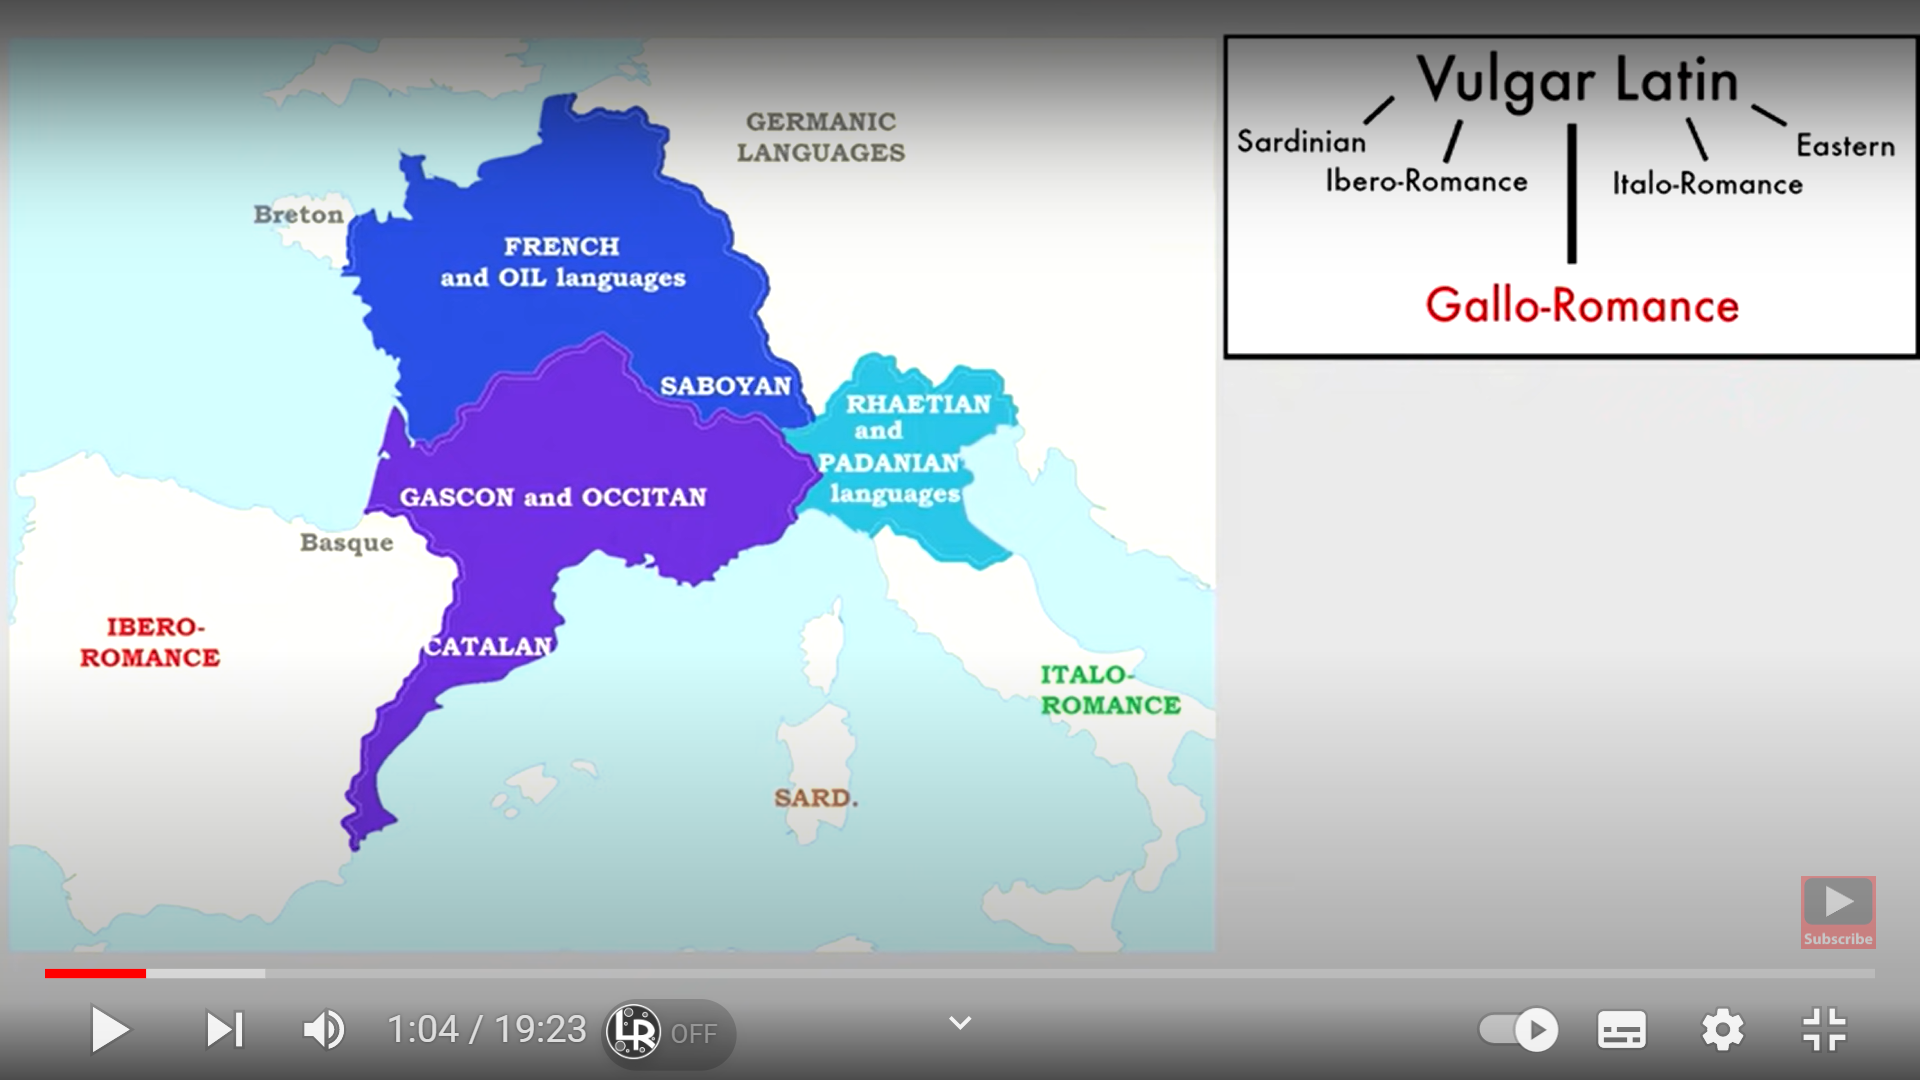 Vulgar Latin
Sardinian
Ibero-Romance
Italo-Romance
Eastern
Gallo-Romance
GERMANIC
LANGUAGES
Breton
FRENCH
and OIL languages
SABOYAN
RHAETIAN
and
PADANIAN
languages
GASCON and OCCITAN
Basque
IBERO-
ROMANCE
CATALAN
ITALO-
ROMANCE
SARD.
Subscribe
1:04 / 19:23
LR
OFF